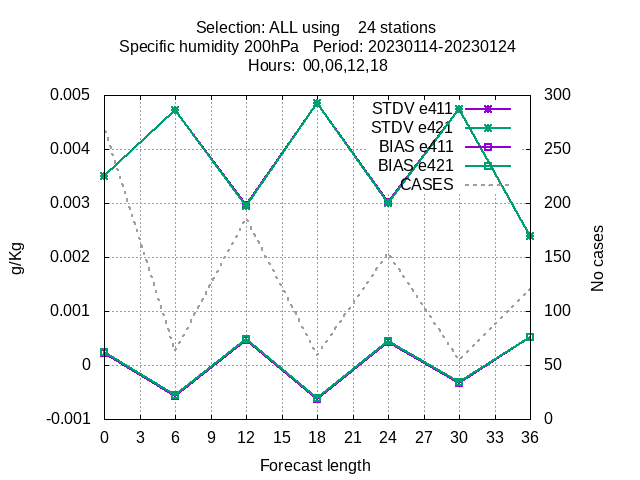 Selection: ALL using    24 stations
Specific humidity 200hPa   Period: 20230114-20230124
Hours:  00,06,12,18
0.005
0.004
0.003
0.002
0.001
0
-0.001
g/Kg
STDV e411
STDV e421
BIAS e411
BIAS e421
CASES
300
250
200
150
100
50
0
No cases
0 3 6 9 12 15 18 21 24 27 30 33 36
Forecast length